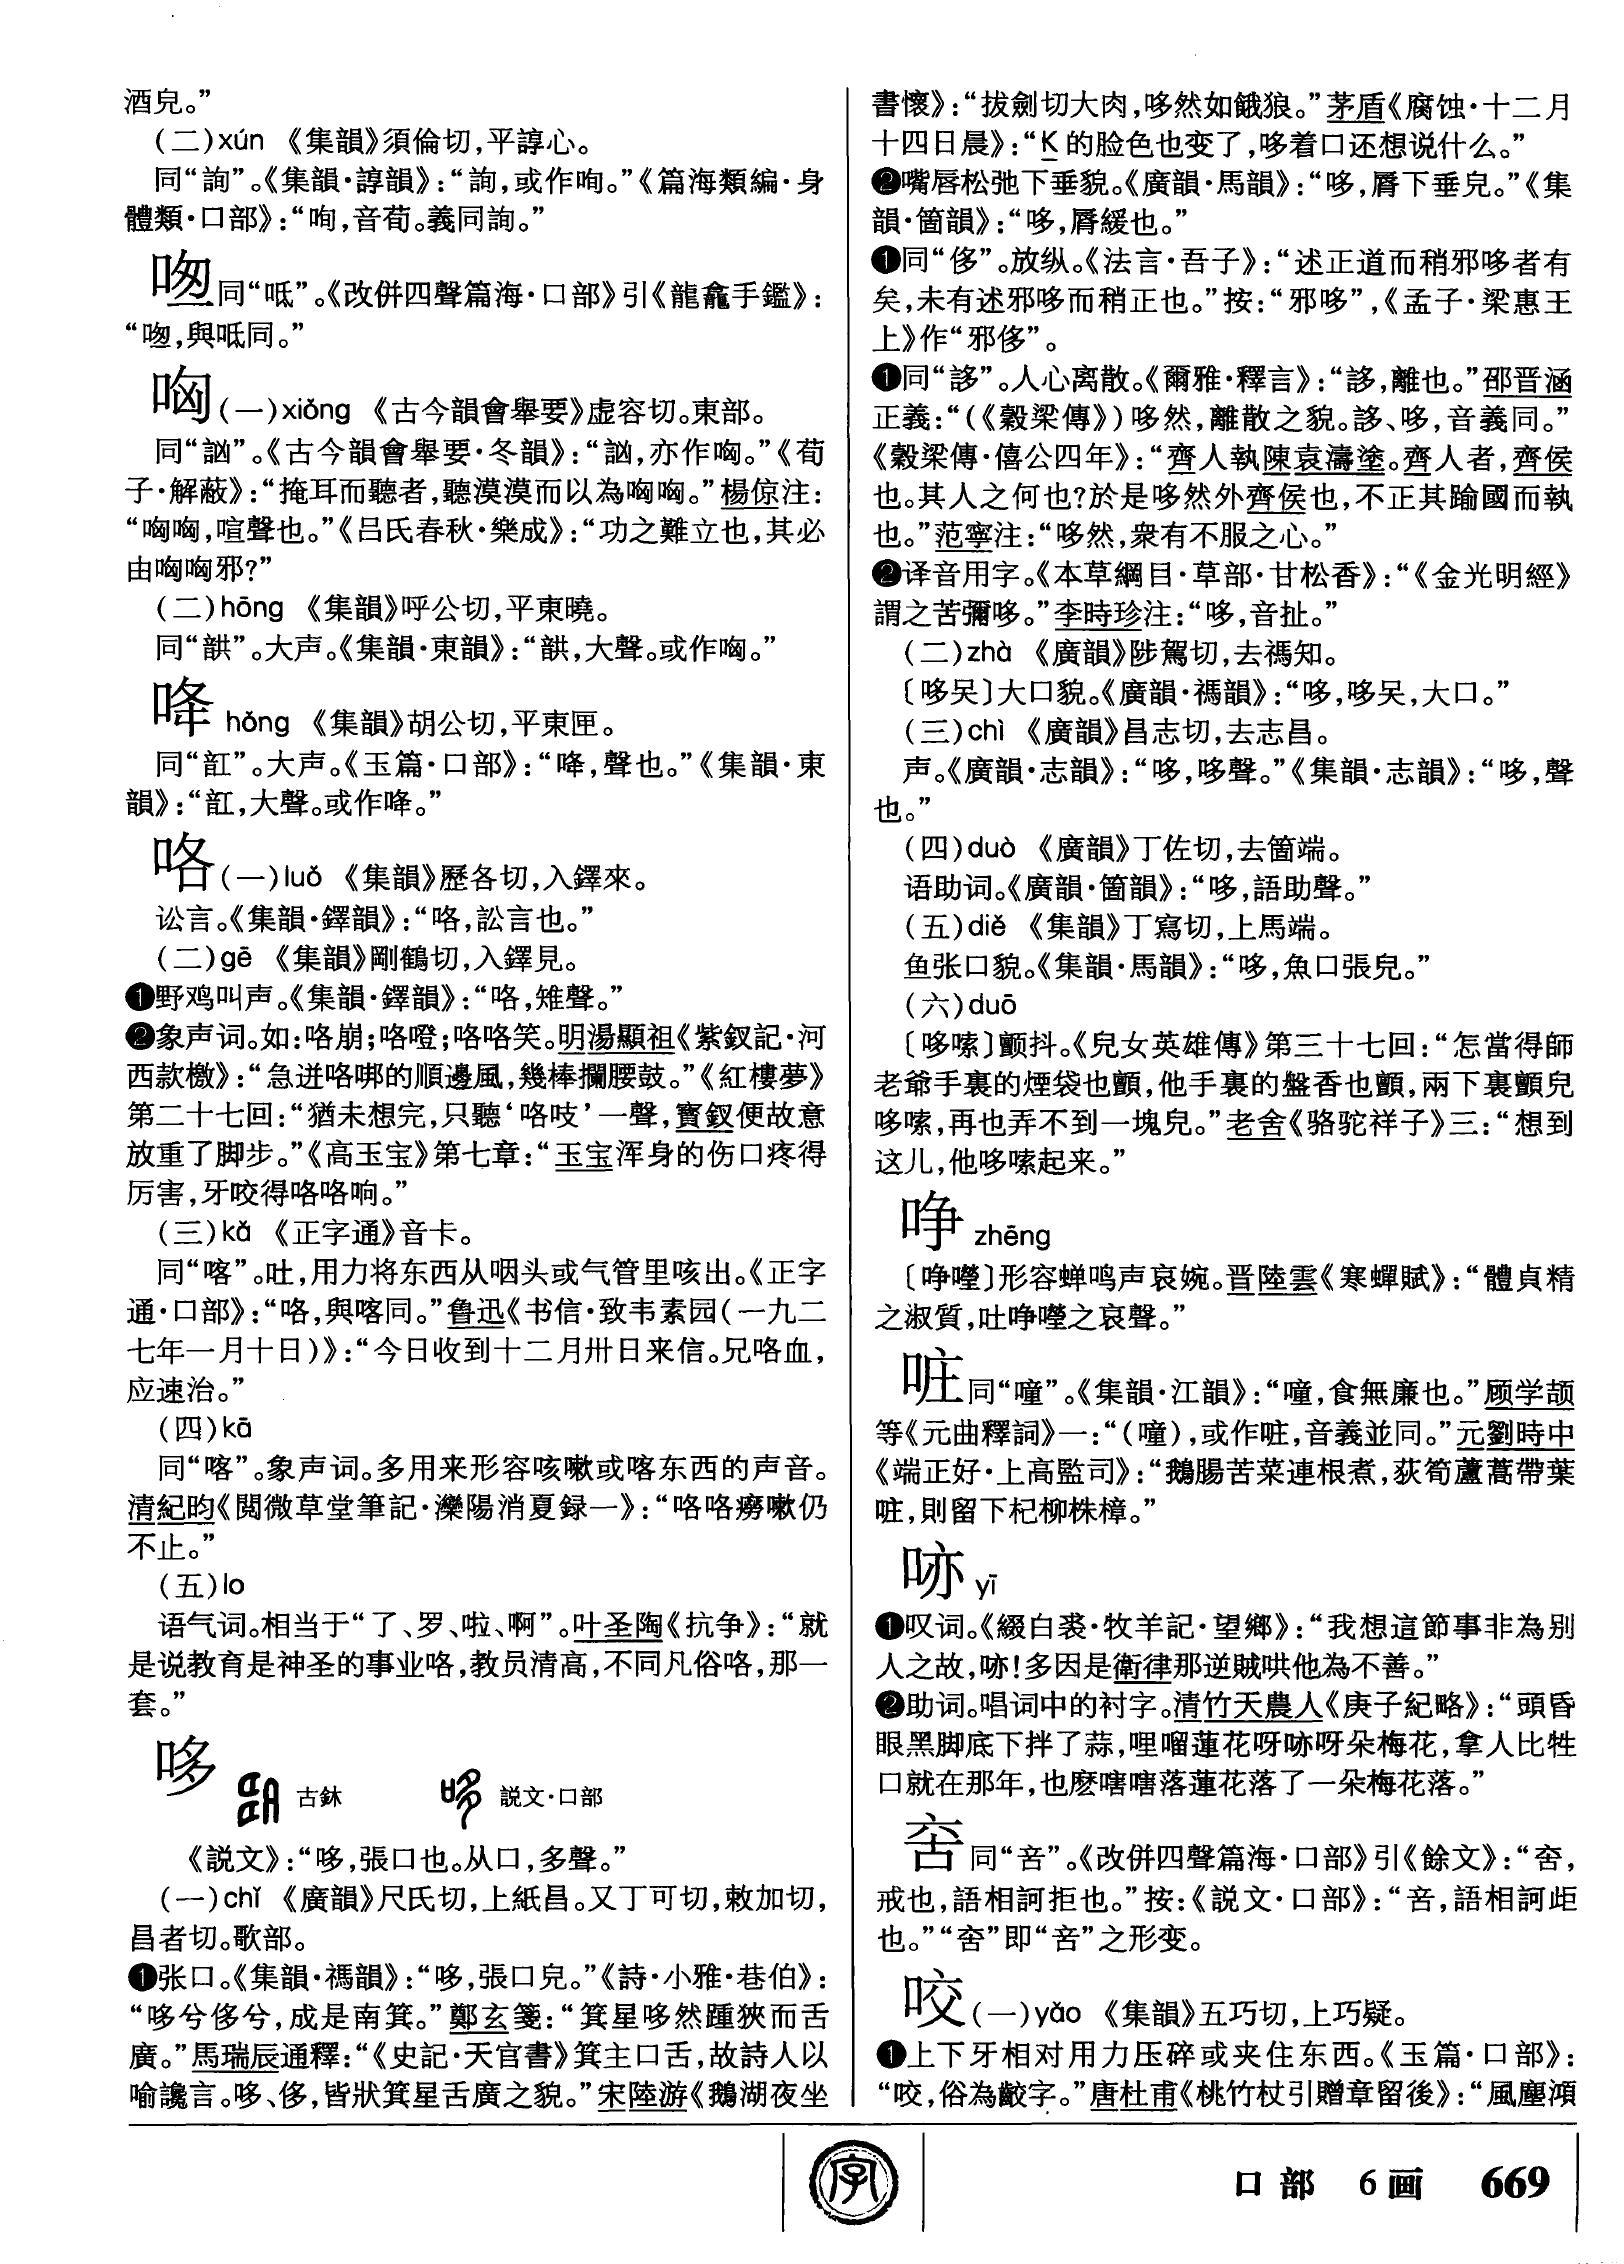 酒皃。”
(二)xún 《集韻》須倫切,平諄心。
同“詢”。《集韻·諄韻》:“詢,或作咰。”《篇海類編·身
體類·口部》:“咰,音荀。義同詢。”
同“呧”。《改併四聲篇海·口部》引《龍龕手鑑》:
“,與呧同。”
哅(一)xiǒng 《古今韻會舉要》虚容切。東部。
同“訩”。《古今韻會舉要·冬韻》:“訩,亦作哅。”《荀
子·解蔽》:“掩耳而聽者,聽漠漠而以為哅哅。”楊倞注:
“哅哅,喧聲也。”《吕氏春秋·樂成》:“功之難立也,其必
由哅哅邪?”
(二)hōng 《集韻》呼公切,平東曉。
同“谼”。大声。《集韻·東韻》:“,大聲。或作哅。”
㖓 hǒng 《集韻》胡公切,平東匣。
同“訌”。大声。《玉篇·口部》:“㖓,聲也。”《集韻·東
韻》:“,大聲。或作㖓。”
咯(一)luǒ 《集韻》歷各切,入鐸來。
讼言。《集韻·鐸韻》:“咯,訟言也。”
(二)gē 《集韻》剛鶴切,入鐸見。
❶野鸡叫声。《集韻·鐸韻》:“咯,雉聲。”
❷象声词。如:咯崩;咯噔;咯咯笑。明湯顯祖《紫釵記·河
西款檄》:“急迸咯哪的順邊風,幾棒攔腰鼓。”《紅樓夢》
第二十七回:“猶未想完,只聽‘咯吱’一聲,寳釵便故意
放重了脚步。”《高玉宝》第七章:“玉宝浑身的伤口疼得
厉害,牙咬得咯咯响。”
(三)kǎ 《正字通》音卡。
同“喀”。吐,用力将东西从咽头或气管里咳出。《正字
通·口部》:“咯,與喀同。”鲁迅《书信·致韦素园(一九二
七年一月十日)》:“今日收到十二月卅日来信。兄咯血,
应速治。”
(四)kā
同“喀”。象声词。多用来形容咳嗽或喀东西的声音。
清紀昀《閲微草堂筆記·灤陽消夏録一》:“咯咯癆嗽仍
不止。”
(五)lo
语气词。相当于“了、罗、啦、啊”。叶圣陶《抗争》:“就
是说教育是神圣的事业咯,教员清高,不同凡俗咯,那一
套。”
哆 古鉥 説文·口部
《説文》:“哆,張口也。从口,多聲。”
(一)chǐ 《廣韻》尺氏切,上紙昌。又丁可切,敕加切,
昌者切。歌部。
❶张口。《集韻·禡韻》:“哆,張口皃。”《詩·小雅·巷伯》:
“哆兮侈兮,成是南箕。”鄭玄箋:“箕星哆然踵狹而舌
廣。”馬瑞辰通釋:“《史記·天官書》箕主口舌,故詩人以
喻讒言。哆、侈,皆狀箕星舌廣之貌。”宋陸游《鵝湖夜坐
書懷》:“拔劍切大肉,哆然如餓狼。”茅盾《腐蚀·十二月
十四日晨》:“K的脸色也变了,哆着口还想说什么。”
❷嘴唇松弛下垂貌。《廣韻·馬韻》:“哆,脣下垂皃。”《集
韻·箇韻》:“哆,脣緩也。”
❶同“侈”。放纵。《法言·吾子》:“述正道而稍邪哆者有
矣,未有述邪哆而稍正也。”按:“邪哆”,《孟子·梁惠王
上》作“邪侈”。
❶同“誃”。人心离散。《爾雅·釋言》:“誃,離也。”邵晋涵
正義:“(《穀梁傳》)哆然,離散之貌。誃、哆,音義同。”
《穀梁傳·僖公四年》:“齊人執陳袁濤塗。齊人者,齊侯
也。其人之何也?於是哆然外齊侯也,不正其踰國而執
也。”范寧注:“哆然,衆有不服之心。”
❷译音用字。《本草綱目·草部·甘松香》:“《金光明經》
謂之苦彌哆。”李時珍注:“哆,音扯。”
(二)zhà 《廣韻》陟駕切,去禡知。
〔哆吴〕大口貌。《廣韻·禡韻》:“哆,哆吴,大口。”
(三)chì 《廣韻》昌志切,去志昌。
声。《廣韻·志韻》:“哆,哆聲。”《集韻·志韻》:“哆,聲
也。”
(四)duò 《廣韻》丁佐切,去箇端。
语助词。《廣韻·箇韻》:“哆,語助聲。”
(五)diě 《集韻》丁寫切,上馬端。
鱼张口貌。《集韻·馬韻》:“哆,魚口張皃。”
(六)duō
〔哆嗦〕颤抖。《兒女英雄傳》第三十七回:“怎當得師
老爺手裏的煙袋也顫,他手裏的盤香也顫,兩下裏顫兒
哆嗦,再也弄不到一塊兒。”老舍《骆驼祥子》三:“想到
这儿,他哆嗦起来。”
哰 zhēng
〔〕形容蝉鸣声哀婉。晋陸雲《寒蟬賦》:“體貞精
之淑質,吐之哀聲。”
同“噇”。《集韻·江韻》:“噇,食無廉也。”顾学颉
等《元曲釋詞》一:“(噇),或作,音義並同。”元劉時中
《端正好·上高監司》:“鵝腸苦菜連根煮,荻筍蘆蒿帶葉
,則留下杞柳株樟。”
yī
❶叹词。《綴白裘·牧羊記·望鄉》:“我想這節事非為别
人之故,!多因是衛律那逆賊哄他為不善。”
❷助词。唱词中的衬字。清竹天農人《庚子紀略》:“頭昏
眼黑脚底下拌了蒜,哩嚠蓮花呀呀朵梅花,拿人比牲
口就在那年,也麽嗐嗐落蓮花落了一朵梅花落。”
同“咅”。《改併四聲篇海·口部》引《餘文》:“,
戒也,語相訶拒也。”按:《説文·口部》:“,語相訶歫
也。”“”即“”之形变。
咬(一)yǎo 《集韻》五巧切,上巧疑。
❶上下牙相对用力压碎或夹住东西。《玉篇·口部》:
“咬,俗為齩字。”唐杜甫《桃竹杖引贈章留後》:“風塵澒
口部 6画 669